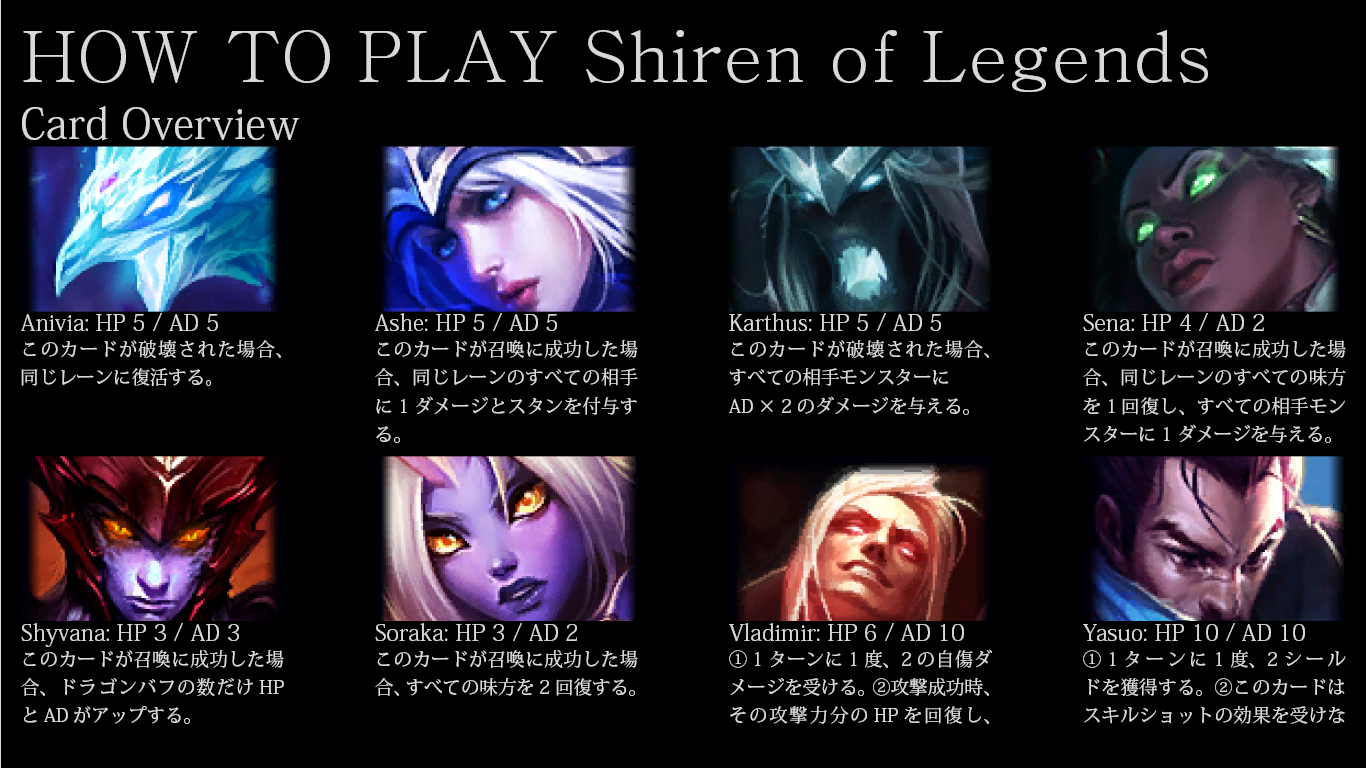 HOW TO PLAY Shiren of Legends
Card Overview
Anivia: HP 5 / AD 5
このカードが破壊された場合、
同じレーンに復活する。
Ashe: HP 5 / AD 5
このカードが召喚に成功した場
合、同じレーンのすべての相手
に 1 ダメージとスタンを付与す
る。
Karthus: HP 5 / AD 5
このカードが破壊された場合、
すべての相手モンスターに
AD × 2 のダメージを与える。
Sena: HP 4 / AD 2
このカードが召喚に成功した場
合、同じレーンのすべての味方
を 1 回復し、すべての相手モン
スターに 1 ダメージを与える。
Shyvana: HP 3 / AD 3
このカードが召喚に成功した場
合、ドラゴンバフの数だけ HP
と AD がアップする。
Soraka: HP 3 / AD 2
このカードが召喚に成功した場
合、すべての味方を 2 回復する。
Vladimir: HP 6 / AD 10
① 1 ターンに 1 度、2 の自傷ダ
メージを受ける。②攻撃成功時、
その攻撃力分の HP を回復し、
Yasuo: HP 10 / AD 10
① 1 ターンに 1 度、2 シール
ドを獲得する。②このカードは
スキルショットの効果を受けな